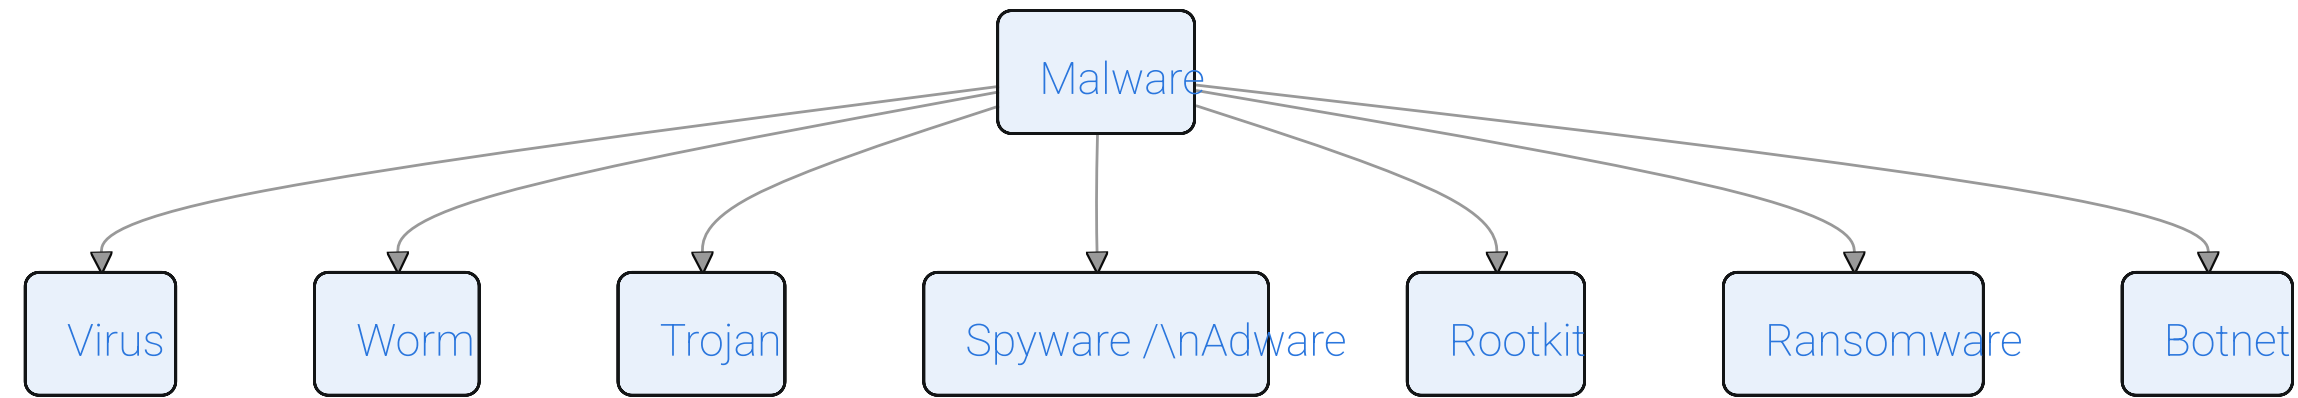 Malware
Virus
Worm
Trojan
Spyware /\nAdware
Rootkit
Ransomware
Botnet